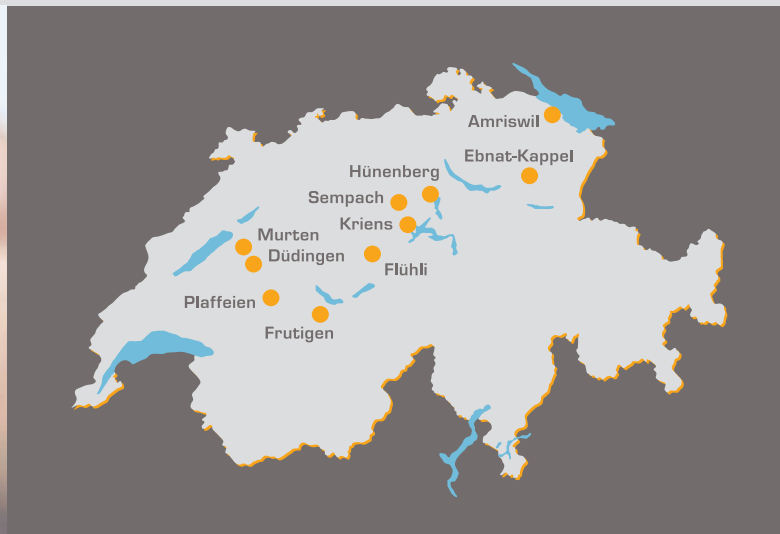 Amriswil
Ebnat-Kappel
Hünenberg
Sempach
Kriens
Murten
Düdingen
Flühli
Plaffeien
Frutigen